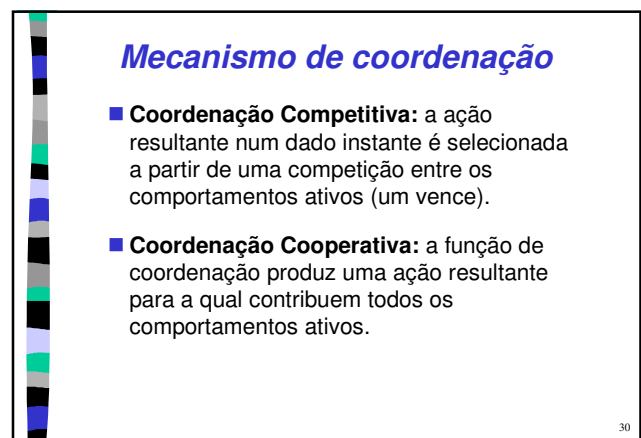 Mecanismo de coordenação
Coordenação Competitiva: a ação
resultante num dado instante é selecionada
a partir de uma competição entre os
comportamentos ativos (um vence).
Coordenação Cooperativa: a função de
coordenação produz uma ação resultante
para a qual contribuem todos os
comportamentos ativos.
30